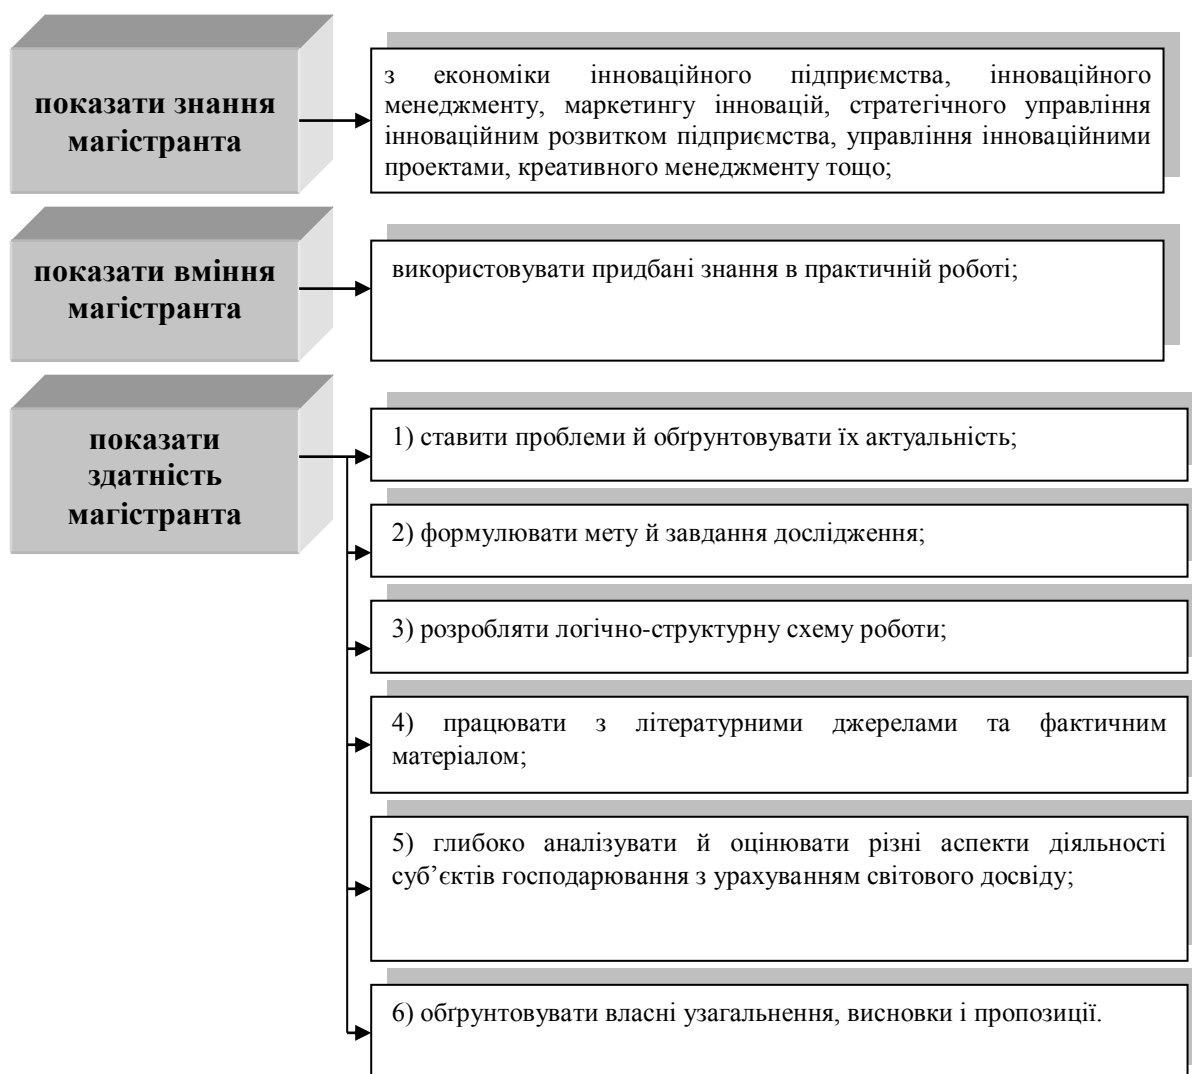 показати знання
магістранта
з економіки інноваційного підприємства, інноваційного
менеджменту, маркетингу інновацій, стратегічного управління
інноваційним розвитком підприємства, управління інноваційними
проектами, креативного менеджменту тощо;
показати вміння
магістранта
використовувати придбані знання в практичній роботі;
показати
здатність
магістранта
1) ставити проблеми й обґрунтовувати їх актуальність;
2) формулювати мету й завдання дослідження;
3) розробляти логічно-структурну схему роботи;
4) працювати з літературними джерелами та фактичним
матеріалом;
5) глибоко аналізувати й оцінювати різні аспекти діяльності
суб’єктів господарювання з урахуванням світового досвіду;
6) обґрунтовувати власні узагальнення, висновки і пропозиції.